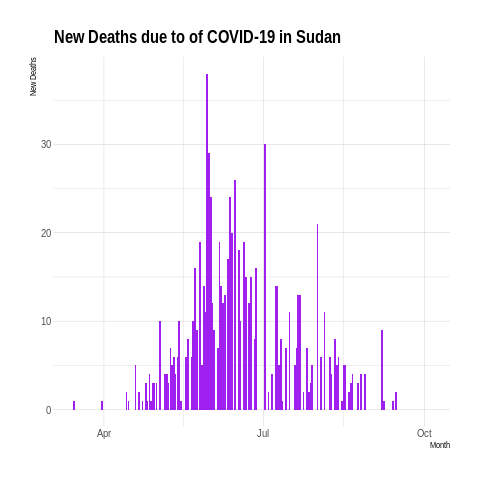 New Deaths due to of COVID-19 in Sudan
New Deaths
30
20
10
0
Apr
Jul
Oct
Month